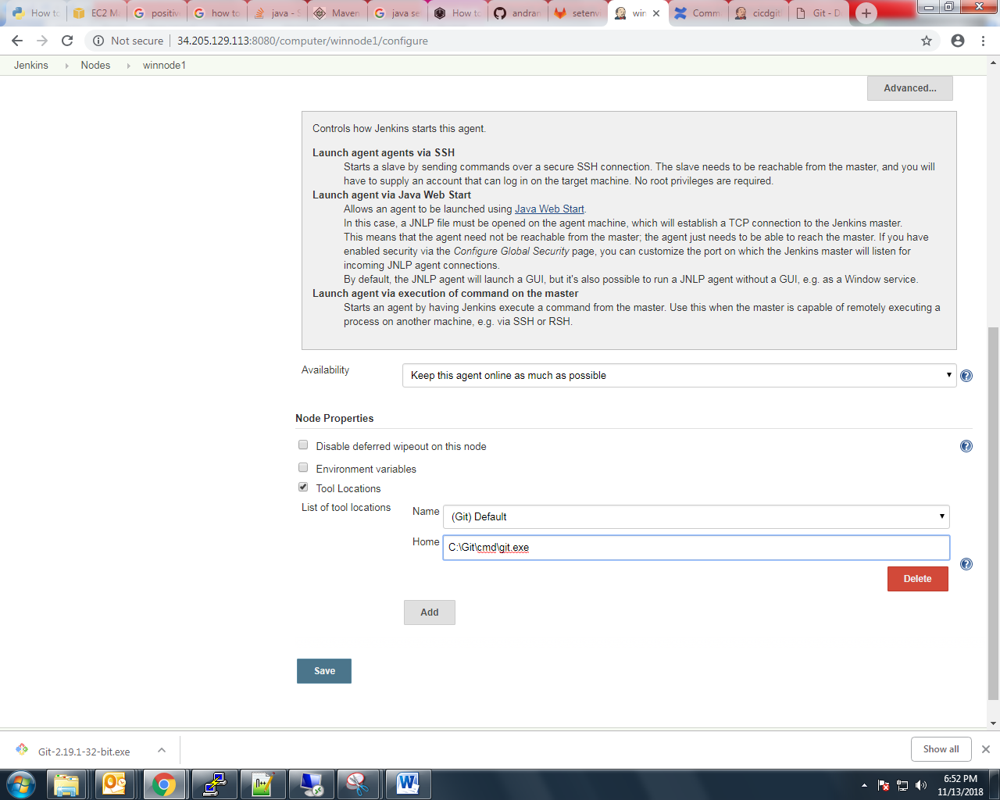 How to
EC2 M
positive
how to
java - S
Maven
java se
How to
andran
setenv
win
Comm
cicdgit
Git - D
Not secure
34.205.129.113:8080/computer/winnode1/configure
Jenkins
Nodes
winnode1
Advanced...
Controls how Jenkins starts this agent.
Launch agent agents via SSH
Starts a slave by sending commands over a secure SSH connection. The slave needs to be reachable from the master, and you will
have to supply an account that can log in on the target machine. No root privileges are required.
Launch agent via Java Web Start
Allows an agent to be launched using Java Web Start.
In this case, a JNLP file must be opened on the agent machine, which will establish a TCP connection to the Jenkins master.
This means that the agent need not be reachable from the master; the agent just needs to be able to reach the master. If you have
enabled security via the Configure Global Security page, you can customize the port on which the Jenkins master will listen for
incoming JNLP agent connections.
By default, the JNLP agent will launch a GUI, but it's also possible to run a JNLP agent without a GUI, e.g. as a Window service.
Launch agent via execution of command on the master
Starts an agent by having Jenkins execute a command from the master. Use this when the master is capable of remotely executing a
process on another machine, e.g. via SSH or RSH.
Availability
Keep this agent online as much as possible
Node Properties
Disable deferred wipeout on this node
Environment variables
Tool Locations
List of tool locations
Name
(Git) Default
Home
C:\Git\cmd\git.exe
Delete
Add
Save
Git-2.19.1-32-bit.exe
Show all
6:52 PM
11/13/2018